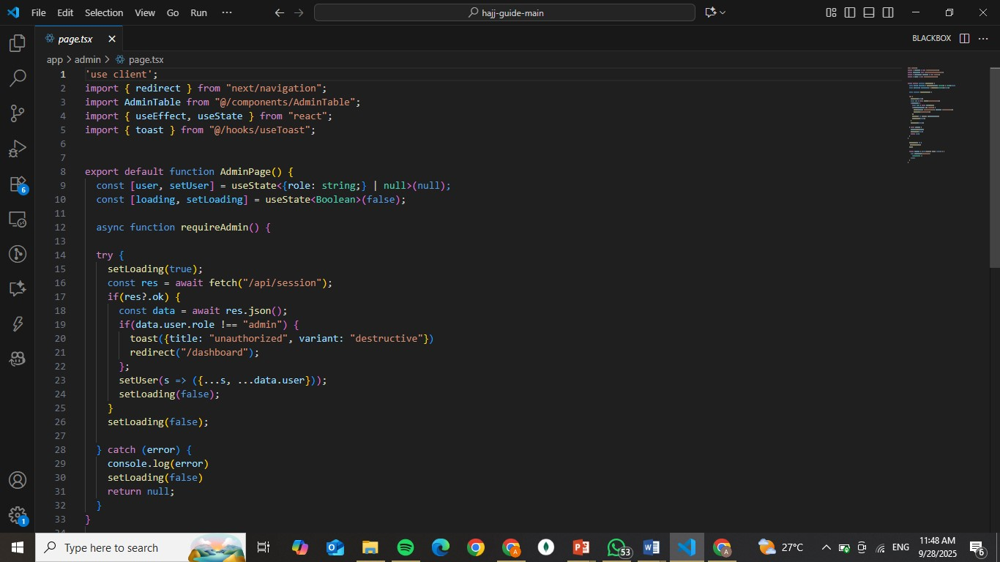 File Edit Selection View Go Run ··· hajj-guide-main
page.tsx BLACKBOX
app > admin > page.tsx
1 'use client';
2 import { redirect } from "next/navigation";
3 import AdminTable from "@/components/AdminTable";
4 import { useEffect, useState } from "react";
5 import { toast } from "@/hooks/useToast";
6
7
8 export default function AdminPage() {
9 const [user, setUser] = useState<{role: string;} | null>(null);
10 const [loading, setLoading] = useState<Boolean>(false);
11
12 async function requireAdmin() {
13
14 try {
15 setLoading(true);
16 const res = await fetch("/api/session");
17 if(res?.ok) {
18 const data = await res.json();
19 if(data.user.role !== "admin") {
20 toast({title: "unauthorized", variant: "destructive"})
21 redirect("/dashboard");
22 };
23 setUser(s => ({...s, ...data.user}));
24 setLoading(false);
25 }
26 setLoading(false);
27
28 } catch (error) {
29 console.log(error)
30 setLoading(false)
31 return null;
32 }
33 }
34
6
1
Type here to search 53 27°C ENG 11:48 AM
9/28/2025 6